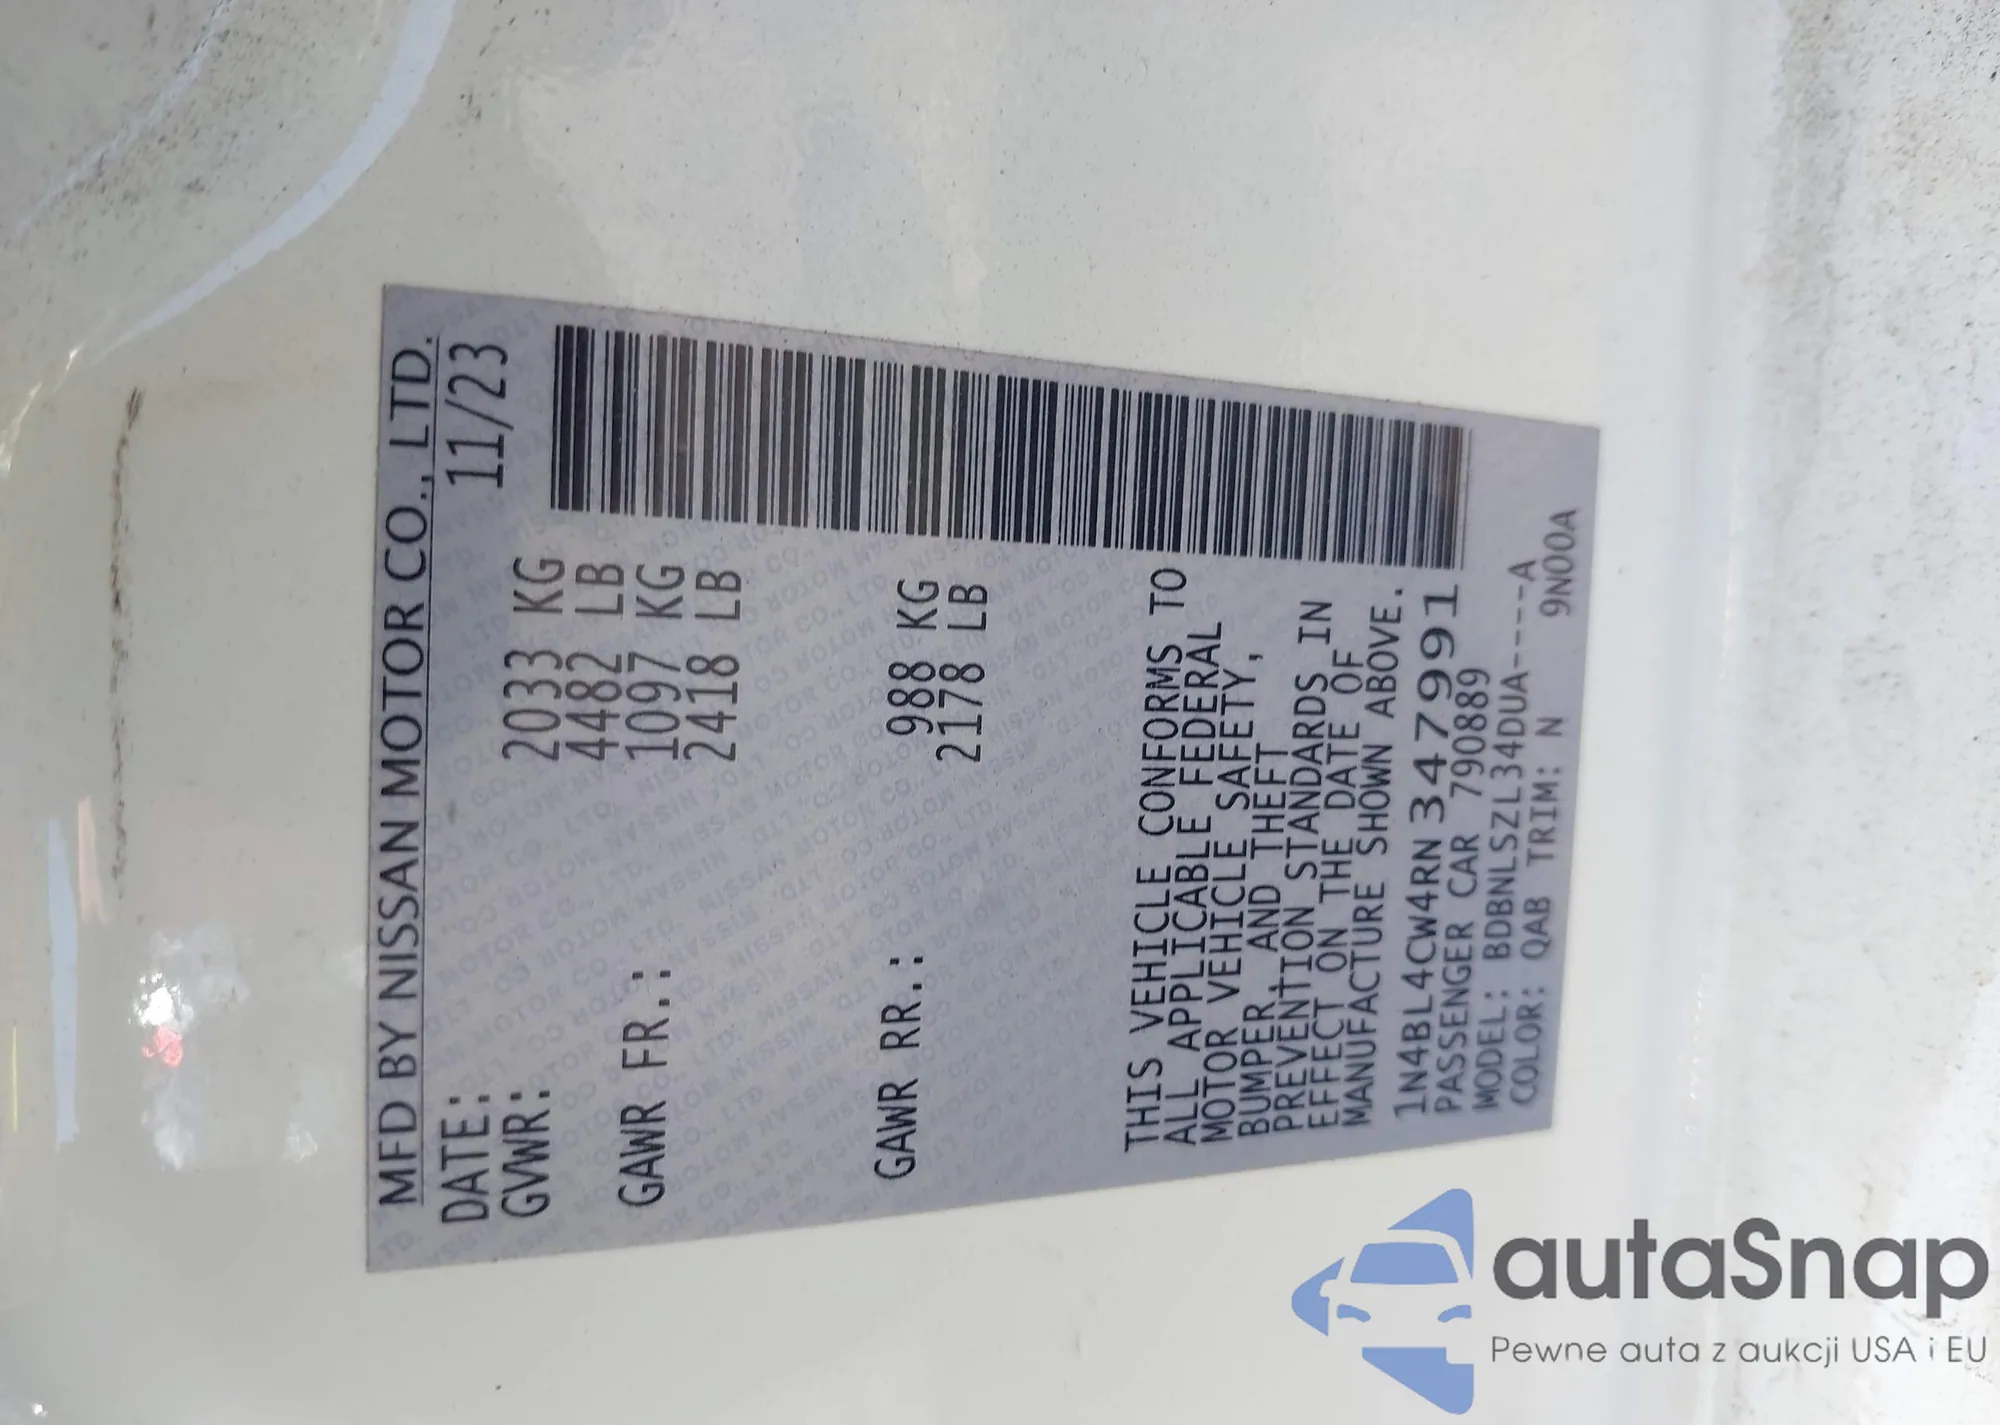 MFD BY NISSAN MOTOR CO., LTD.
DATE: 11/23
GVWR: 2033 KG
4482 LB
GAWR FR.: 1097 KG
2418 LB
GAWR RR.: 988 KG
2178 LB
THIS VEHICLE CONFORMS TO
ALL APPLICABLE FEDERAL
MOTOR VEHICLE SAFETY,
BUMPER, AND THEFT
PREVENTION STANDARDS IN
EFFECT ON THE DATE OF
MANUFACTURE SHOWN ABOVE.
1N4BL4CW4RN347991
PASSENGER CAR 790889
MODEL: BDBNLSZL34DUA----A
COLOR: QAB TRIM: N 9N00A
autaSnap
Pewne auta z aukcji USA i EU